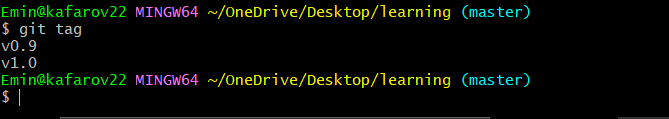 Emin@kafarov22 MINGW64 ~/OneDrive/Desktop/learning (master)
$ git tag
v0.9
v1.0
Emin@kafarov22 MINGW64 ~/OneDrive/Desktop/learning (master)
$